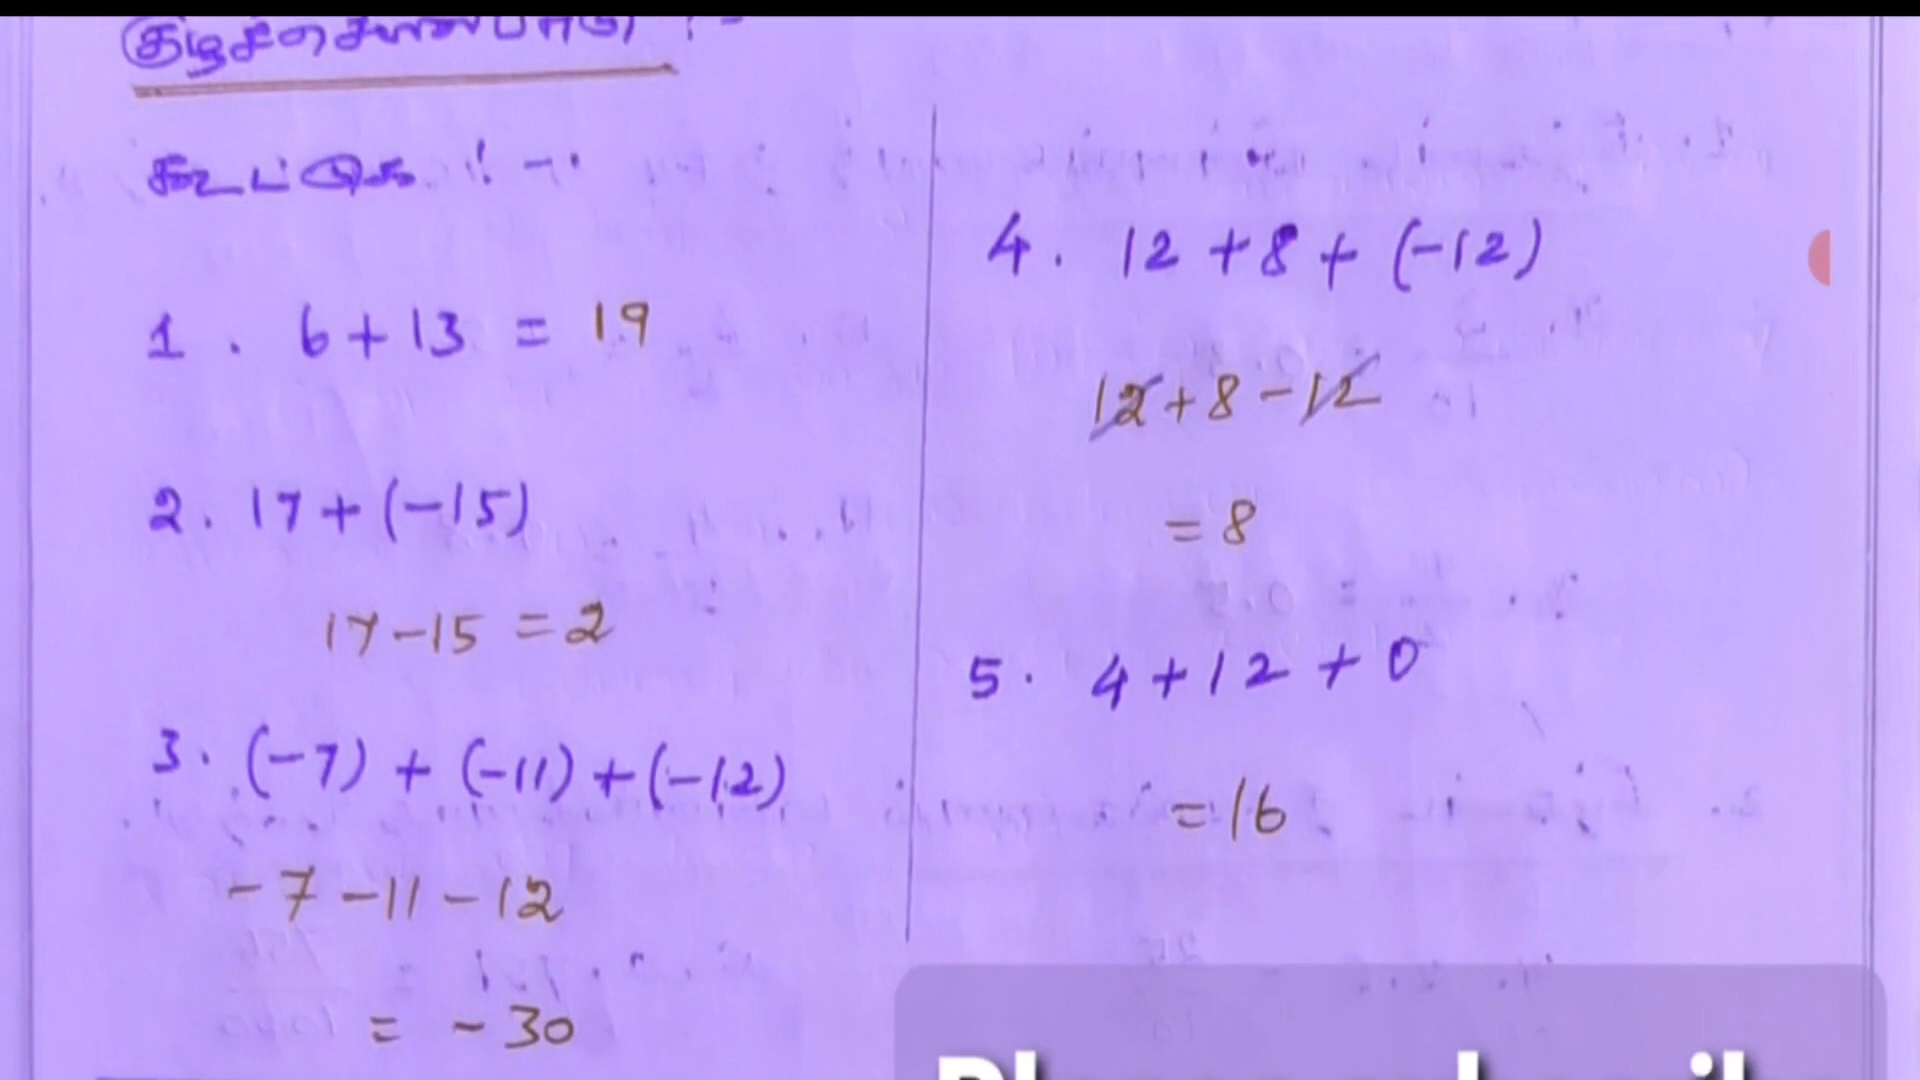 கூட்டுக :-
1. 6 + 13 = 19
2. 17 + (-15)
17 - 15 = 2
3. (-7) + (-11) + (-12)
-7 - 11 - 12
= - 30
4. 12 + 8 + (-12)
12 + 8 - 12
= 8
5. 4 + 12 + 0
= 16